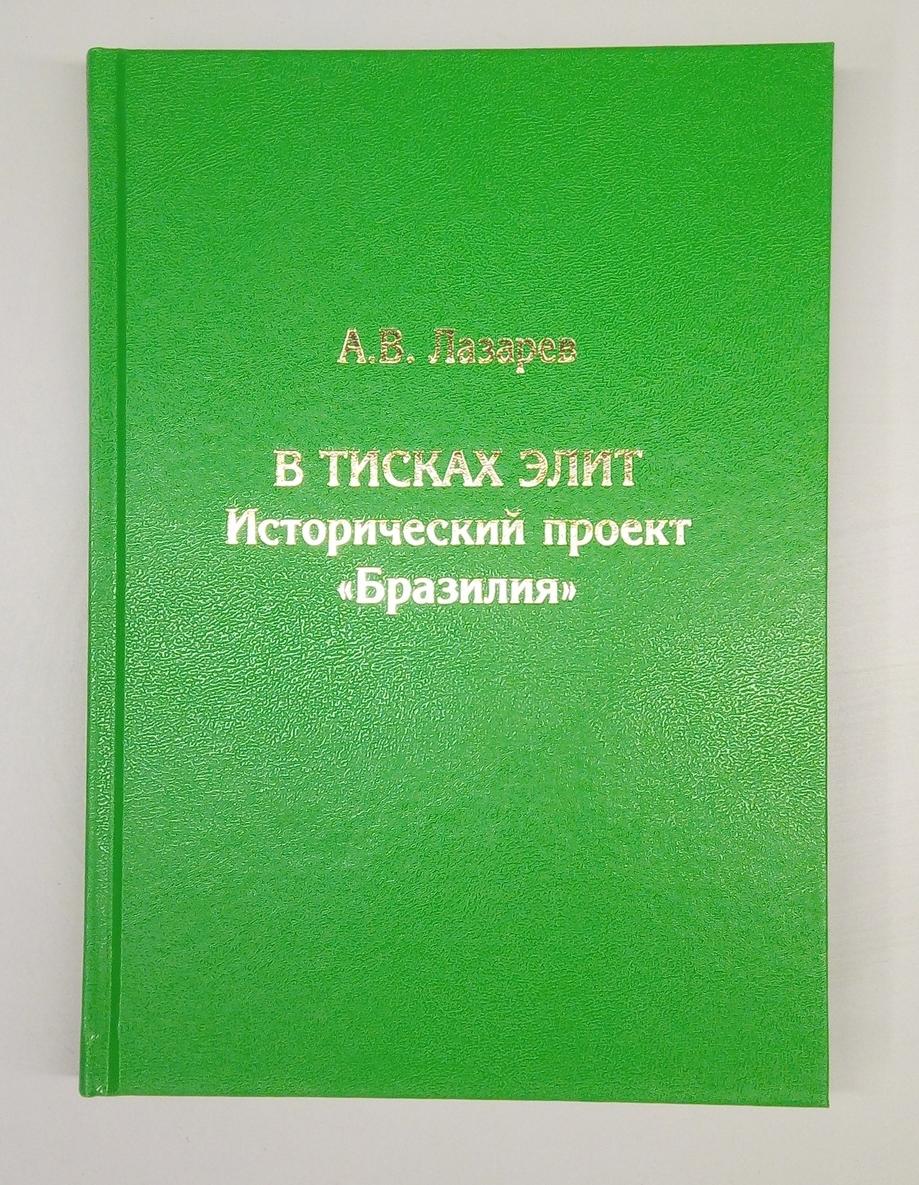 А.В. Лазарев
В ТИСКАХ ЭЛИТ
Исторический проект
«Бразилия»